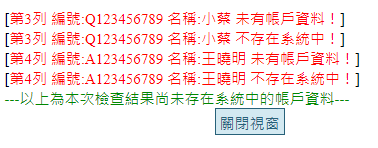 [第3列 編號:Q123456789 名稱:小蔡 未有帳戶資料！]
[第3列 編號:Q123456789 名稱:小蔡 不存在系統中！]
[第4列 編號:A123456789 名稱:王曉明 未有帳戶資料！]
[第4列 編號:A123456789 名稱:王曉明 不存在系統中！]
---以上為本次檢查結果尚未存在系統中的帳戶資料---
關閉視窗